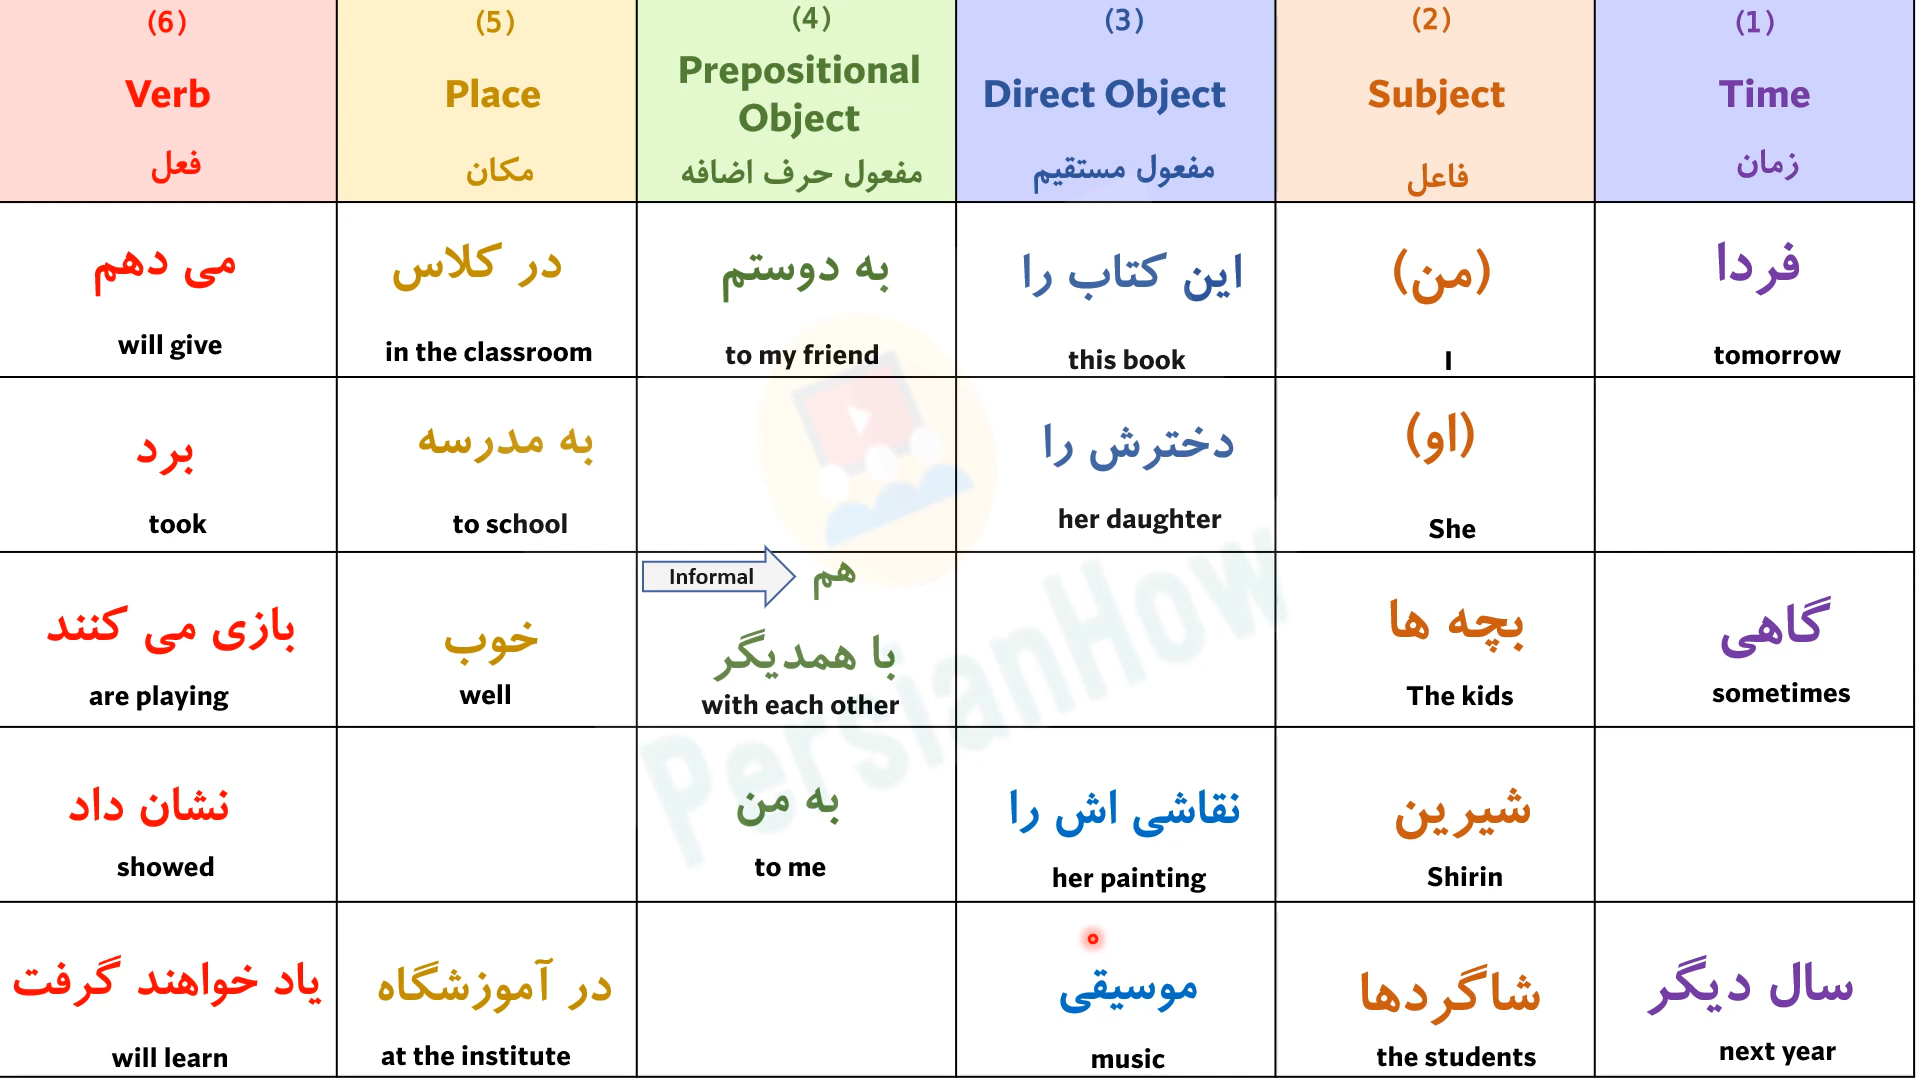 (1)
Time
زمان
(2)
Subject
فاعل
(3)
Direct Object
مفعول مستقیم
(4)
Prepositional
Object
مفعول حرف اضافه
(5)
Place
مکان
(6)
Verb
فعل
فردا
tomorrow
(من)
I
این کتاب را
this book
به دوستم
to my friend
در کلاس
in the classroom
می دهم
will give
(او)
She
دخترش را
her daughter
به مدرسه
to school
برد
took
گاهی
sometimes
بچه ها
The kids
Informal
هم
با همدیگر
with each other
خوب
well
بازی می کنند
are playing
شیرین
Shirin
نقاشی اش را
her painting
به من
to me
نشان داد
showed
سال دیگر
next year
شاگردها
the students
موسیقی
music
در آموزشگاه
at the institute
یاد خواهند گرفت
will learn
PersianHow